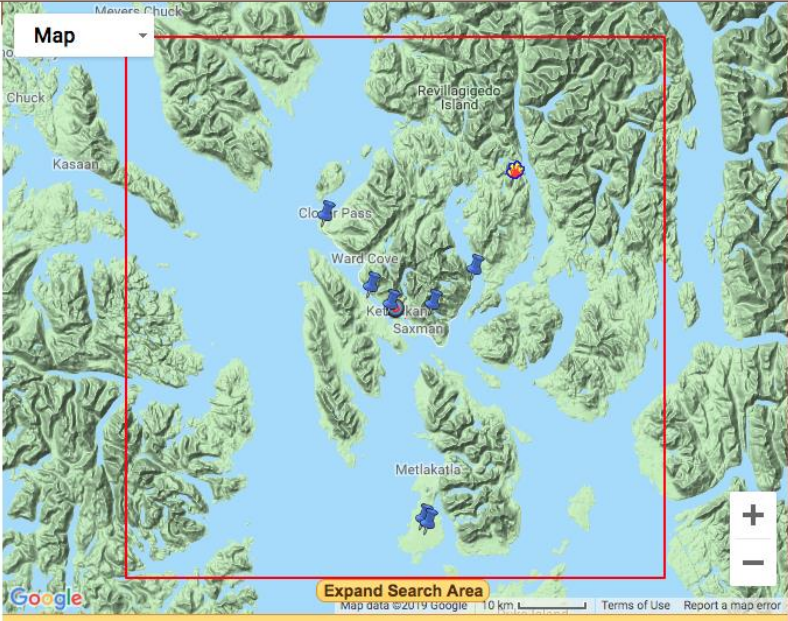 Meyers Chuck
Map
Chuck
Revillagigedo
Island
Kasaan
Clover Pass
Ward Cove
Ketchikan
Saxman
Metlakatla
+
−
Expand Search Area
Google
Map data ©2019 Google
10 km
Terms of Use
Report a map error